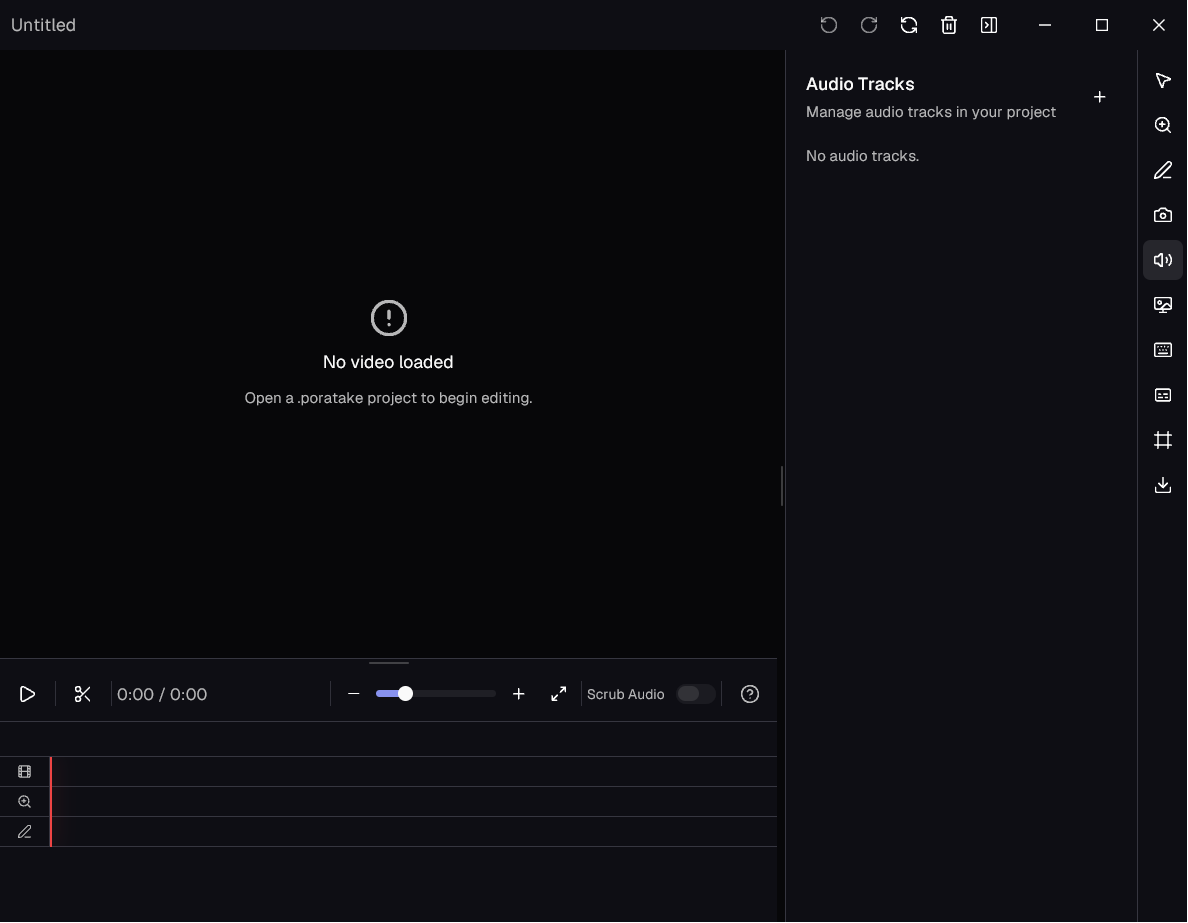 Untitled
Audio Tracks
Manage audio tracks in your project
No audio tracks.
No video loaded
Open a .poratake project to begin editing.
0:00 / 0:00
Scrub Audio